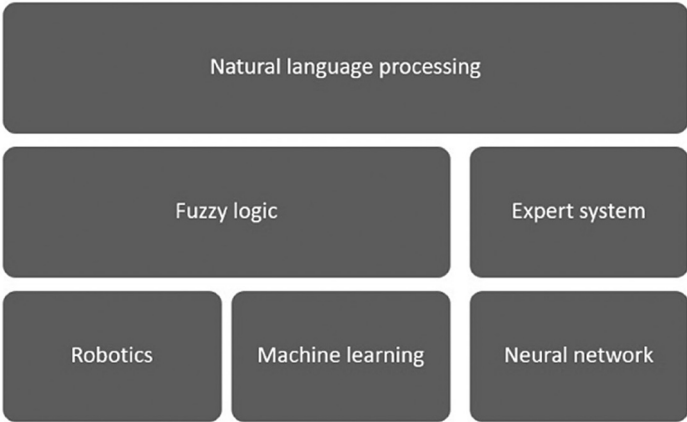 Natural language processing
Fuzzy logic
Expert system
Robotics
Machine learning
Neural network